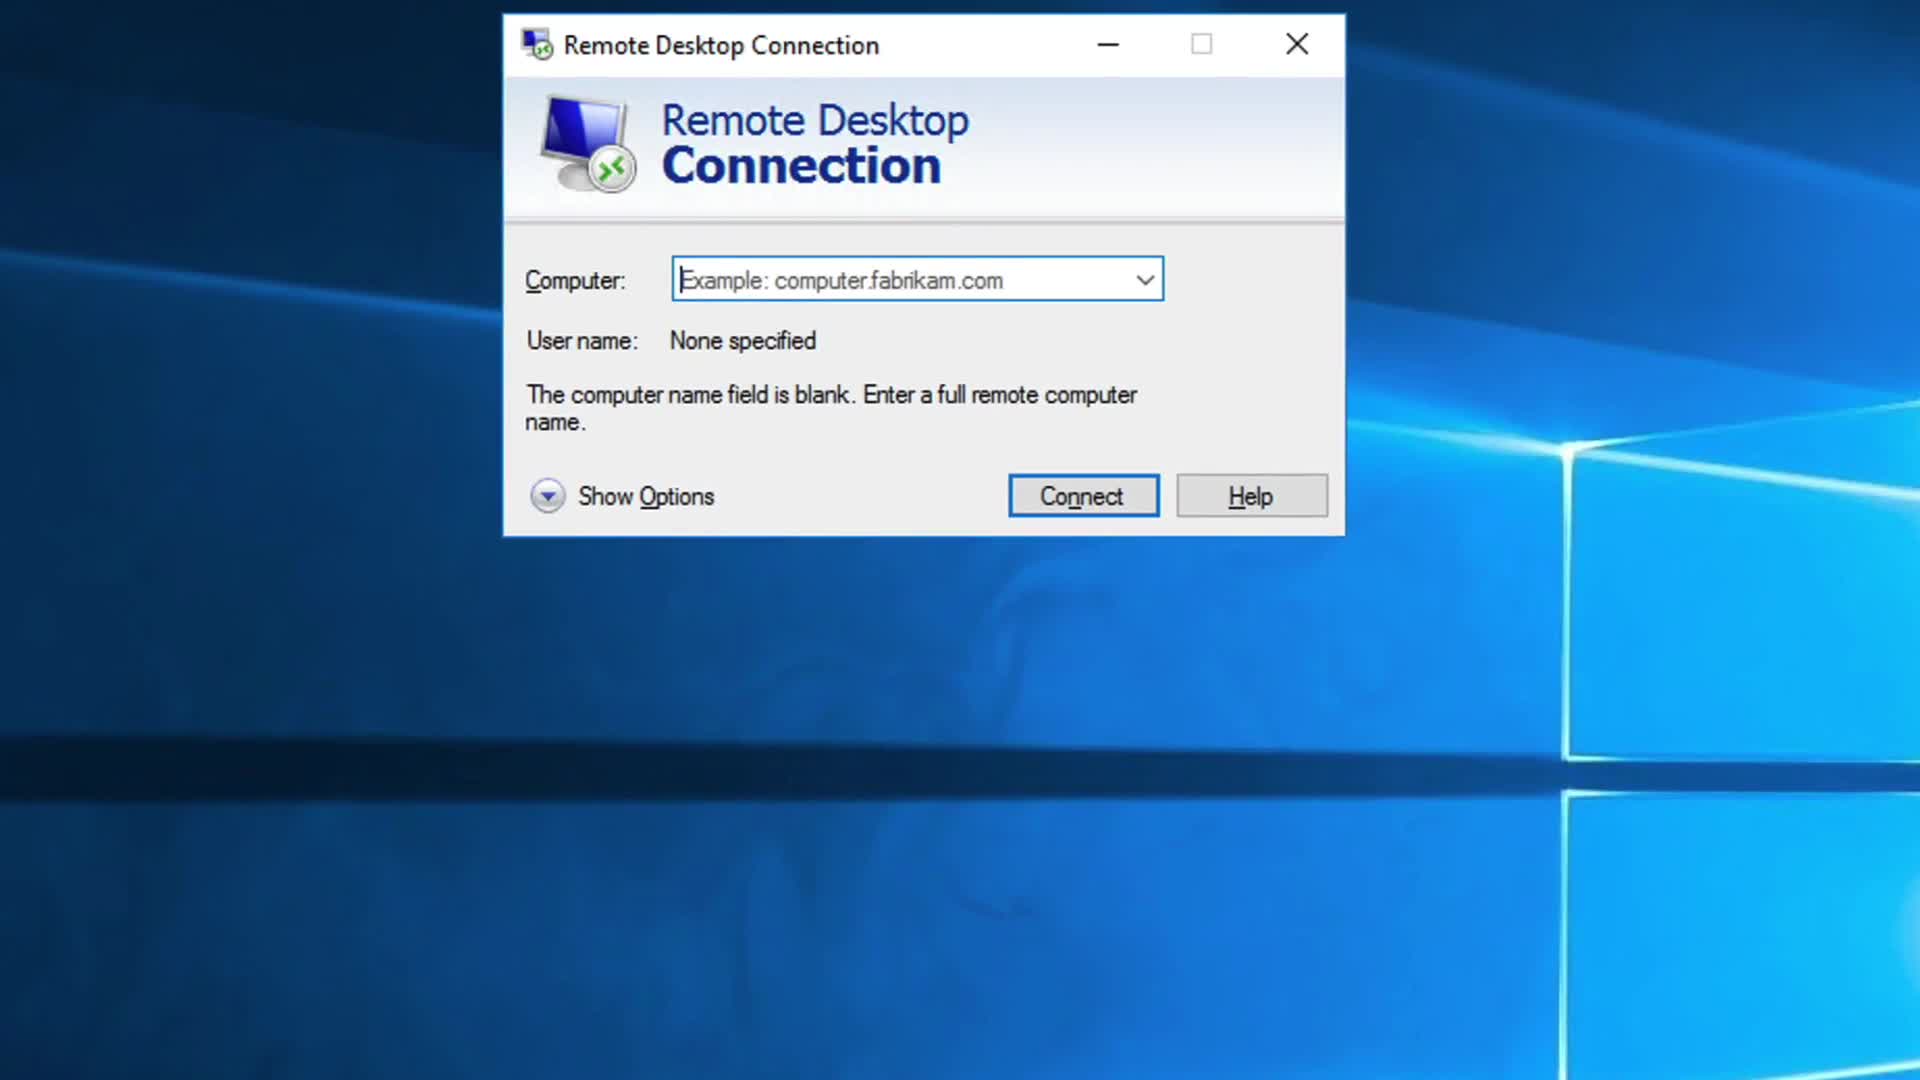 Remote Desktop Connection
Remote Desktop
Connection
Computer: Example: computer.fabrikam.com
User name: None specified
The computer name field is blank. Enter a full remote computer
name.
Show Options Connect Help